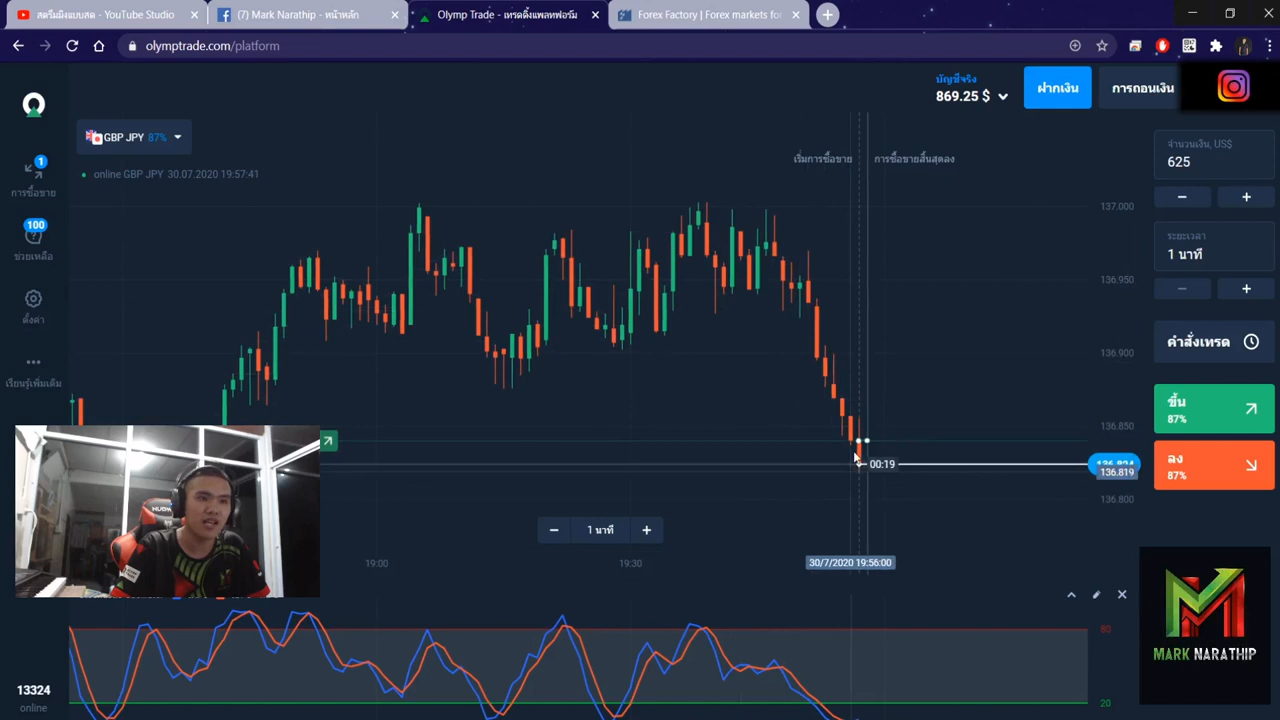 สตรีมมิงแบบสด - YouTube Studio
(7) Mark Narathip - หน้าหลัก
Olymp Trade - เทรดดิ้งแพลทฟอร์ม
Forex Factory | Forex markets fo
olymptrade.com/platform
บัญชีจริง
869.25 $
ฝากเงิน
การถอนเงิน
GBP JPY 87%
online GBP JPY 30.07.2020 19:57:41
เริ่มการซื้อขาย
การซื้อขายสิ้นสุดลง
จำนวนเงิน, US$
625
1
การซื้อขาย
100
ช่วยเหลือ
ตั้งค่า
เรียนรู้เพิ่มเติม
137.000
136.950
136.900
136.850
136.824
136.819
136.800
ระยะเวลา
1 นาที
คำสั่งเทรด
ขึ้น
87%
ลง
87%
00:19
1 นาที
19:00
19:30
30/7/2020 19:56:00
80
20
13324
online
MARK NARATHIP